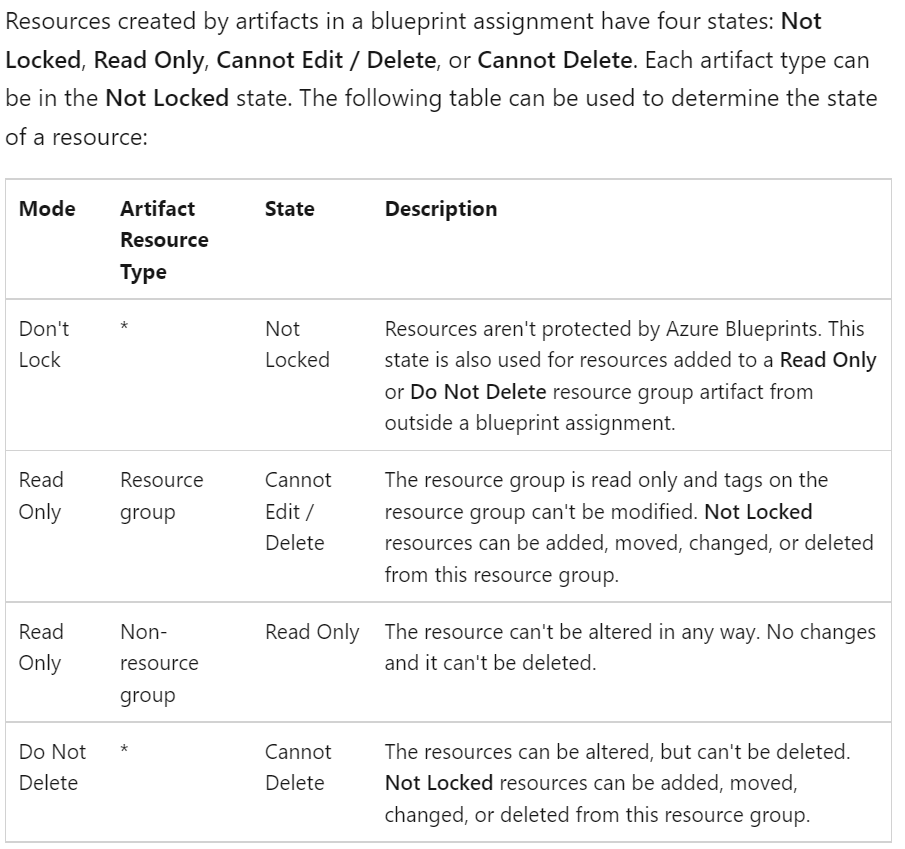 Resources created by artifacts in a blueprint assignment have four states: Not
Locked, Read Only, Cannot Edit / Delete, or Cannot Delete. Each artifact type can
be in the Not Locked state. The following table can be used to determine the state
of a resource:
Mode Artifact Resource Type State Description
Don't Lock * Not Locked Resources aren't protected by Azure Blueprints. This
state is also used for resources added to a Read Only
or Do Not Delete resource group artifact from
outside a blueprint assignment.
Read Only Resource group Cannot Edit / Delete The resource group is read only and tags on the
resource group can't be modified. Not Locked
resources can be added, moved, changed, or deleted
from this resource group.
Read Only Non-resource group Read Only The resource can't be altered in any way. No changes
and it can't be deleted.
Do Not Delete * Cannot Delete The resources can be altered, but can't be deleted.
Not Locked resources can be added, moved,
changed, or deleted from this resource group.